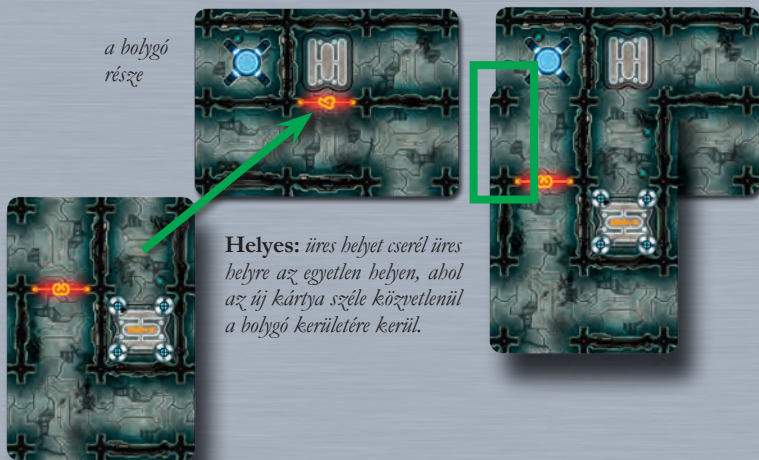 a bolygó
része
Helyes: üres helyet cserél üres
helyre az egyetlen helyen, ahol
az új kártya széle közvetlenül
a bolygó kerületére kerül.